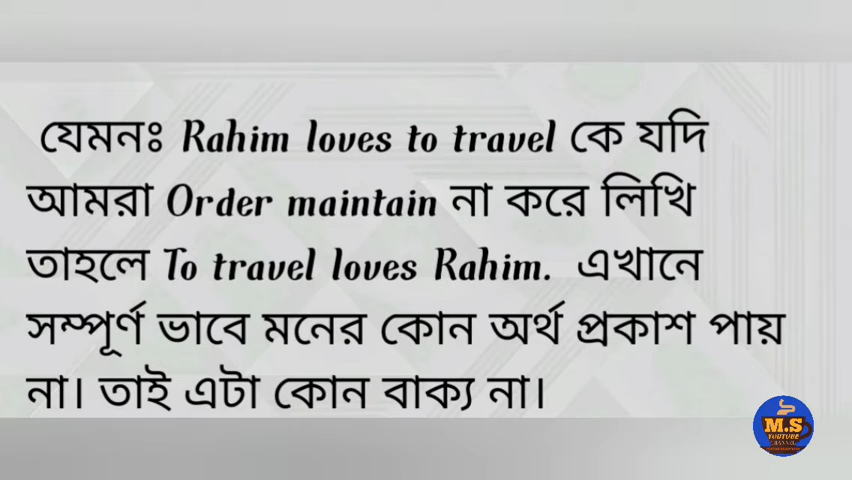 যেমনঃ Rahim loves to travel কে যদি
আমরা Order maintain না করে লিখি
তাহলে To travel loves Rahim. এখানে
সম্পূর্ণ ভাবে মনের কোন অর্থ প্রকাশ পায়
না। তাই এটা কোন বাক্য না।
M.S
YOUTUBE